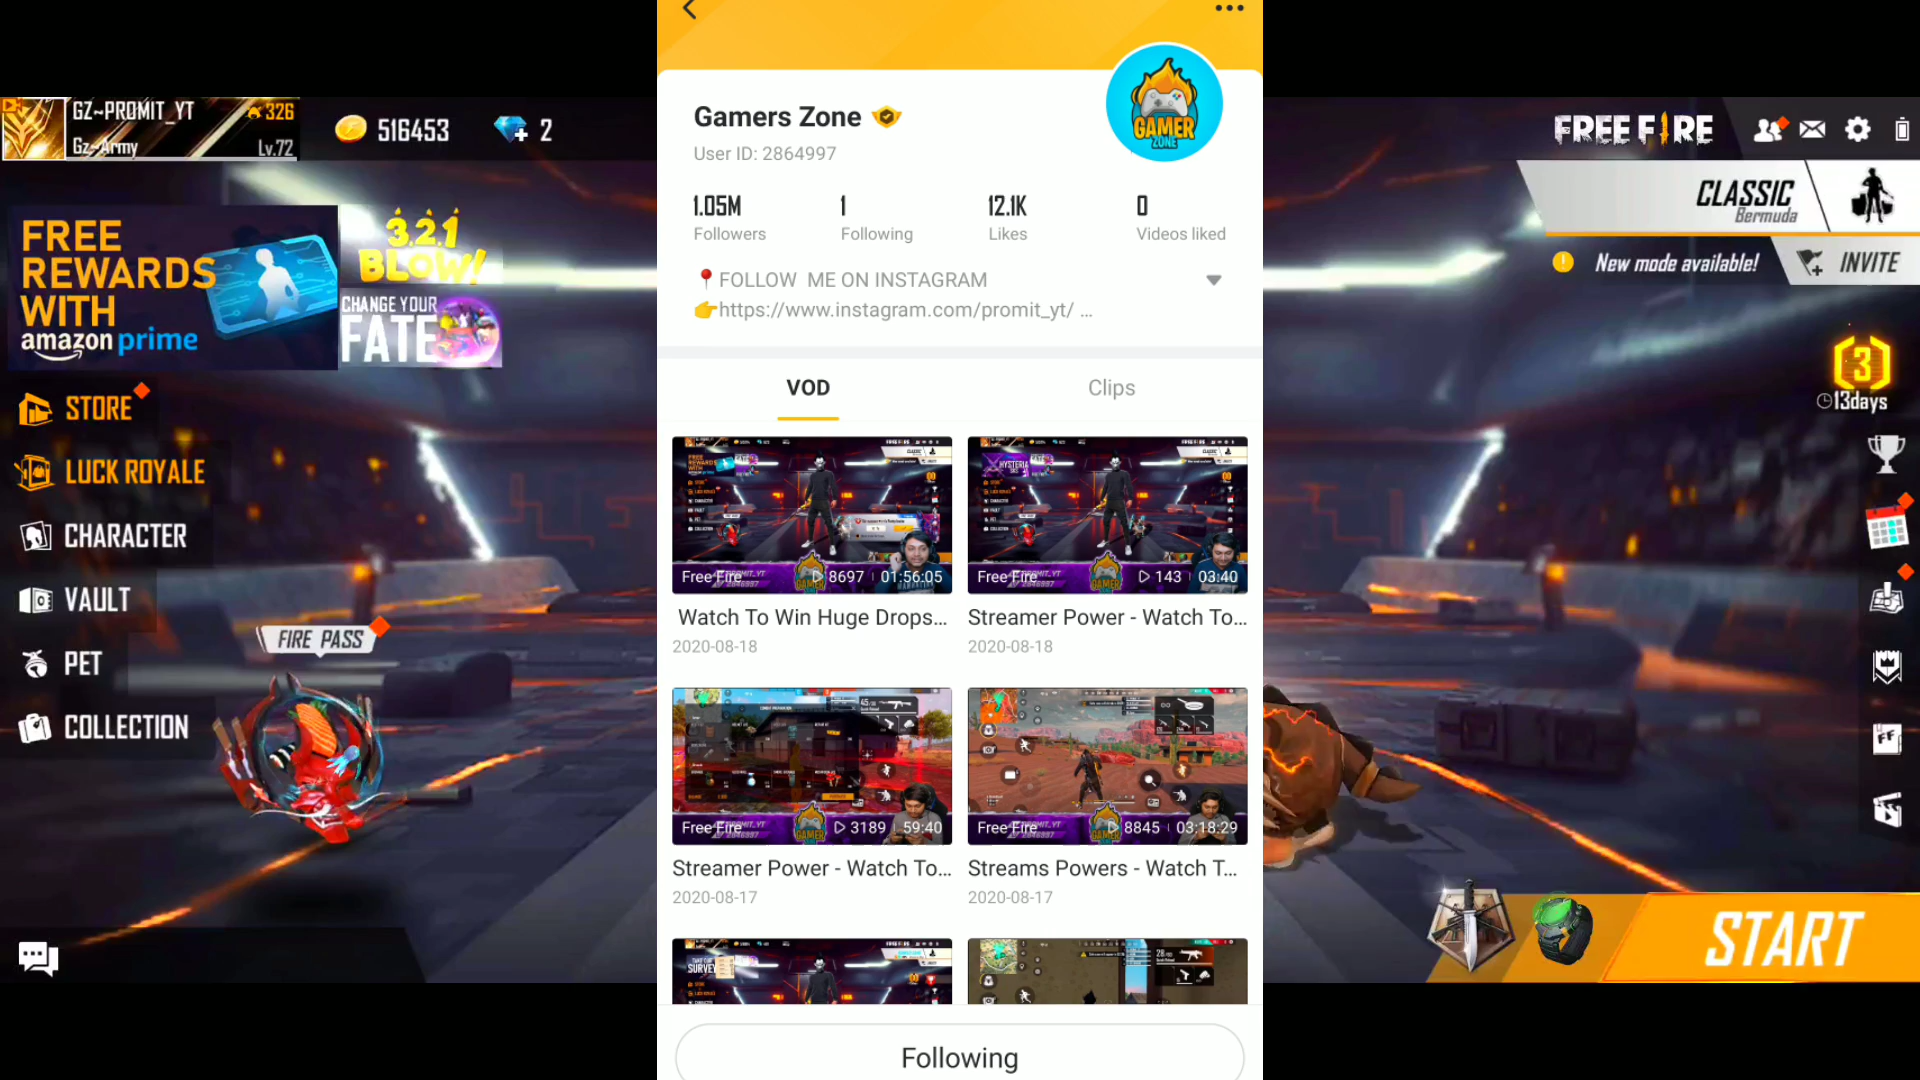 GZ~PROMIT_YT
326
Gz~Army
Lv.72
516453
2
FREE
REWARDS
WITH
amazon prime
3.2.1
BLOW!
CHANGE YOUR
FATE
STORE
LUCK ROYALE
CHARACTER
VAULT
PET
COLLECTION
FIRE PASS
Gamers Zone
User ID: 2864997
GAMER
ZONE
1.05M
Followers
1
Following
12.1K
Likes
0
Videos liked
📍FOLLOW ME ON INSTAGRAM
👉https://www.instagram.com/promit_yt/ ...
VOD
Clips
Free Fire
8697
01:56:05
Watch To Win Huge Drops...
2020-08-18
HYSTERIA
Free Fire
143
03:40
Streamer Power - Watch To...
2020-08-18
Free Fire
3189
59:40
Streamer Power - Watch To...
2020-08-17
Free Fire
8845
03:18:29
Streams Powers - Watch T...
2020-08-17
SURVEY
Following
FREE FIRE
CLASSIC
Bermuda
New mode available!
INVITE
3
13days
FF
START